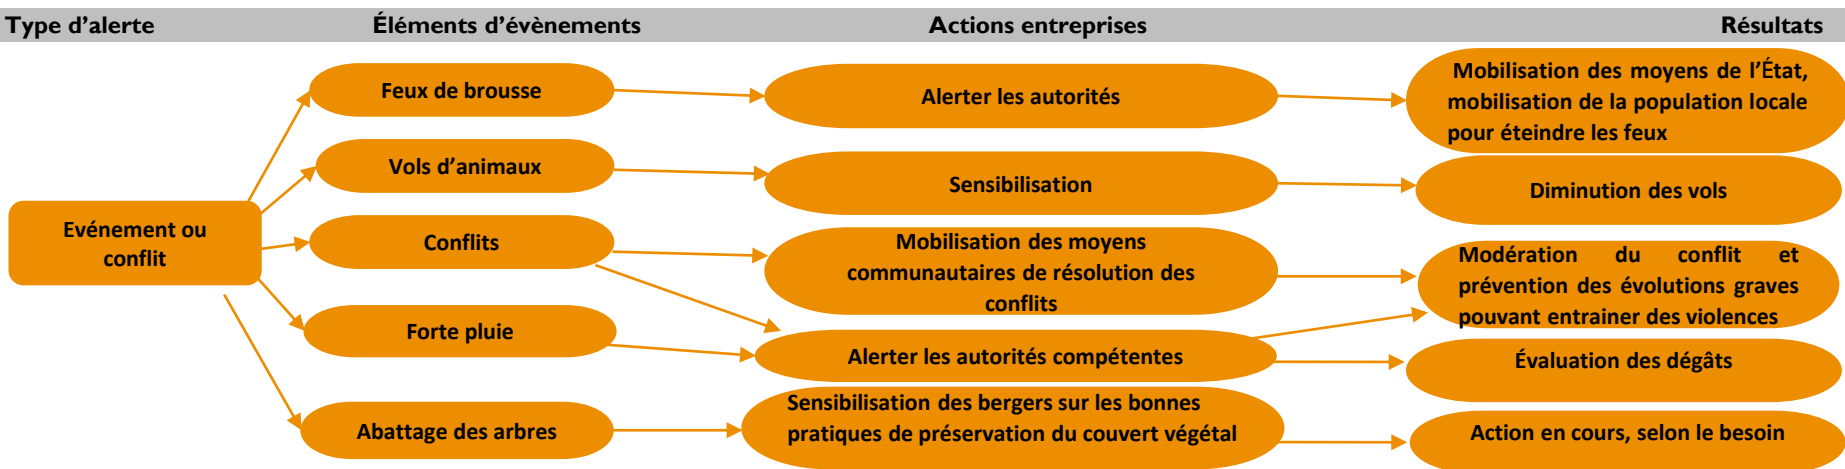 Type d’alerte Éléments d’évènements Actions entreprises Résultats
Feux de brousse
Alerter les autorités
Mobilisation des moyens de l’État,
mobilisation de la population locale
pour éteindre les feux
Vols d’animaux
Sensibilisation
Diminution des vols
Evénement ou
conflit
Conflits
Mobilisation des moyens
communautaires de résolution des
conflits
Modération du conflit et
prévention des évolutions graves
pouvant entrainer des violences
Forte pluie
Alerter les autorités compétentes
Évaluation des dégâts
Abattage des arbres
Sensibilisation des bergers sur les bonnes
pratiques de préservation du couvert végétal
Action en cours, selon le besoin